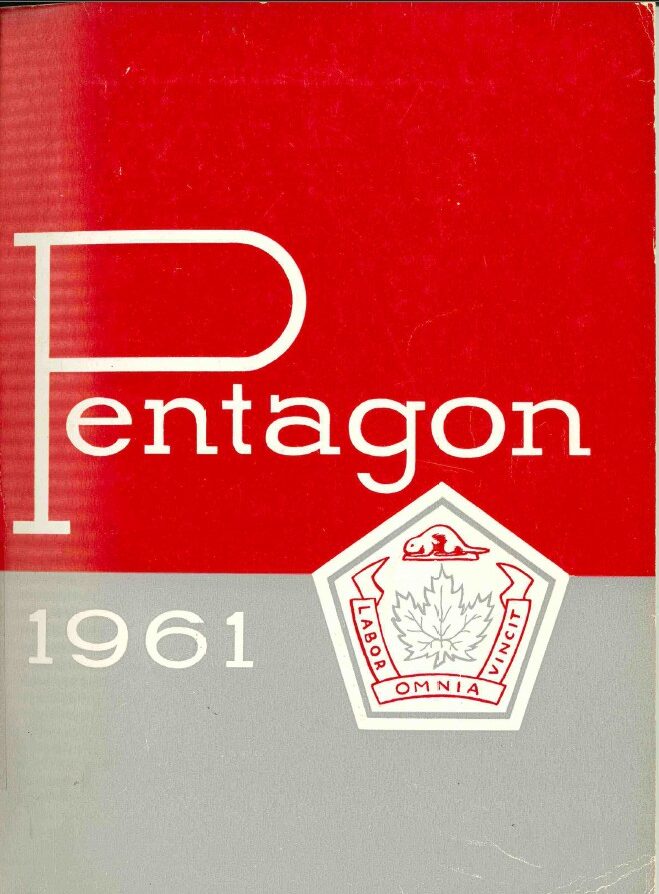 Pentagon
1961
LABOR
OMNIA
VINCIT